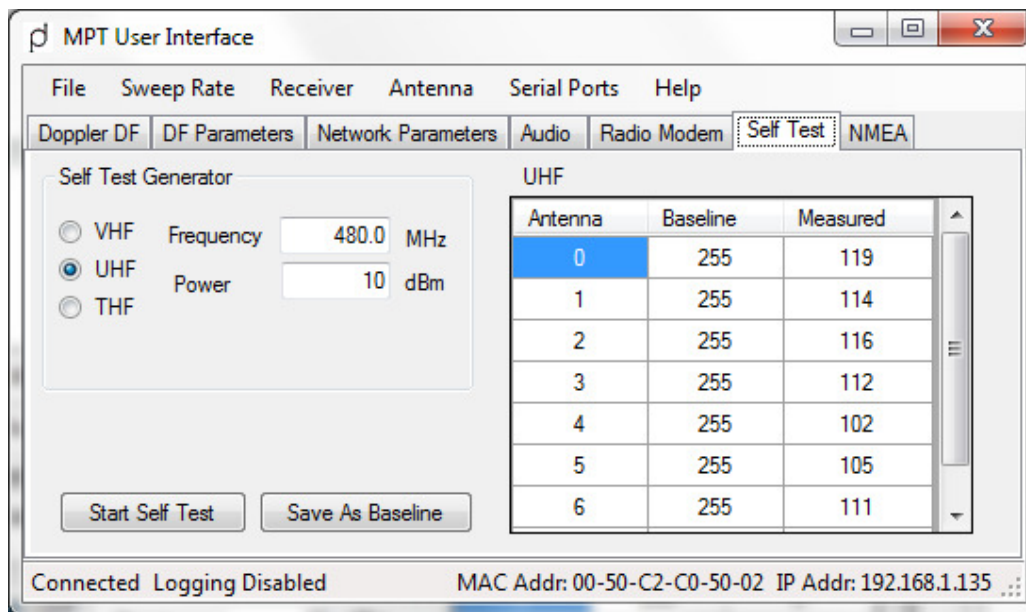 MPT User Interface
File Sweep Rate Receiver Antenna Serial Ports Help
Doppler DF DF Parameters Network Parameters Audio Radio Modem Self Test NMEA
Self Test Generator
VHF
UHF
THF
Frequency 480.0 MHz
Power 10 dBm
Start Self Test Save As Baseline
UHF
Antenna Baseline Measured
0 255 119
1 255 114
2 255 116
3 255 112
4 255 102
5 255 105
6 255 111
Connected Logging Disabled MAC Addr: 00-50-C2-C0-50-02 IP Addr: 192.168.1.135